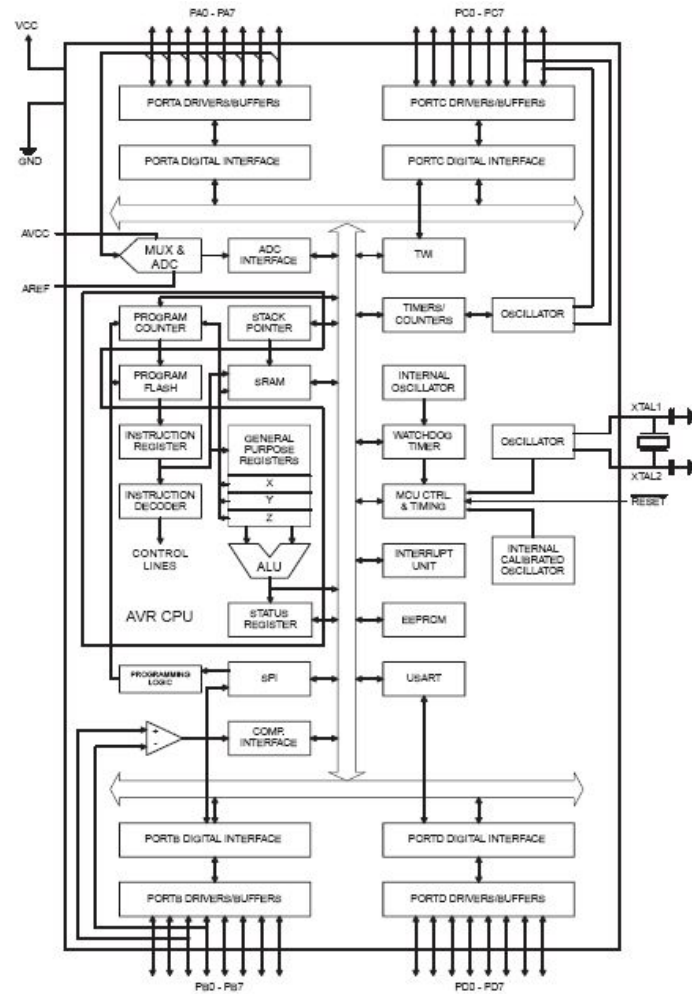 PA0 - PA7
PC0 - PC7
VCC
GND
PORTA DRIVERS/BUFFERS
PORTC DRIVERS/BUFFERS
PORTA DIGITAL INTERFACE
PORTC DIGITAL INTERFACE
AVCC
MUX &
ADC
ADC
INTERFACE
TWI
AREF
PROGRAM
COUNTER
STACK
POINTER
TIMERS/
COUNTERS
OSCILLATOR
PROGRAM
FLASH
SRAM
INTERNAL
OSCILLATOR
XTAL1
INSTRUCTION
REGISTER
GENERAL
PURPOSE
REGISTERS
WATCHDOG
TIMER
OSCILLATOR
XTAL2
X
Y
Z
INSTRUCTION
DECODER
MCU CTRL.
& TIMING
RESET
CONTROL
LINES
ALU
INTERRUPT
UNIT
INTERNAL
CALIBRATED
OSCILLATOR
AVR CPU
STATUS
REGISTER
EEPROM
PROGRAMMING
LOGIC
SPI
USART
+
-
COMP.
INTERFACE
PORTB DIGITAL INTERFACE
PORTD DIGITAL INTERFACE
PORTB DRIVERS/BUFFERS
PORTD DRIVERS/BUFFERS
PB0 - PB7
PD0 - PD7